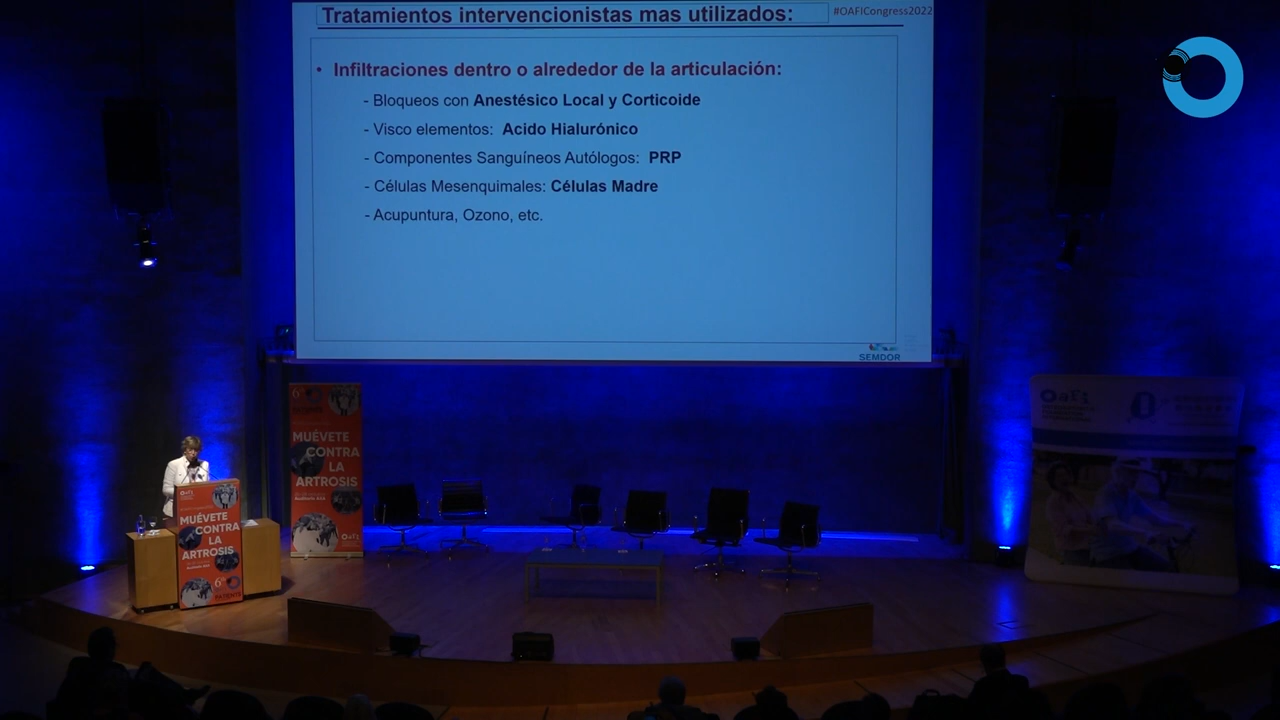 Tratamientos intervencionistas mas utilizados:
#OAFICongress2022
• Infiltraciones dentro o alrededor de la articulación:
- Bloqueos con Anestésico Local y Corticoide
- Visco elementos: Acido Hialurónico
- Componentes Sanguíneos Autólogos: PRP
- Células Mesenquimales: Células Madre
- Acupuntura, Ozono, etc.
SEMDOR
MUÉVETE
CONTRA
LA
ARTROSIS
OAFI
MUÉVETE
CONTRA
LA
ARTROSIS
OAFI